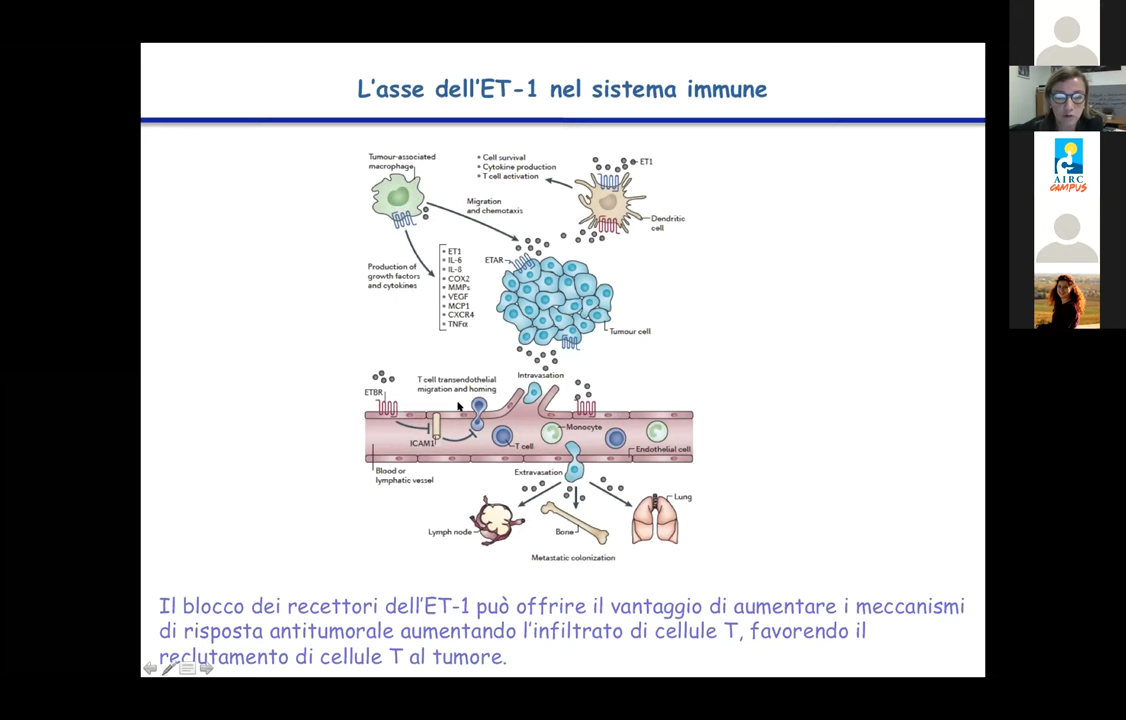 L'asse dell'ET-1 nel sistema immune
Tumour-associated
macrophage
• Cell survival
• Cytokine production
• T cell activation
ET1
Migration
and chemotaxis
Dendritic
cell
Production of
growth factors
and cytokines
• ET1
• IL-6
• IL-8
• COX2
• MMPs
• VEGF
• MCP1
• CXCR4
• TNFα
ETAR
Tumour cell
T cell transendothelial
migration and homing
Intravasation
ETBR
ICAM1
T cell
Monocyte
Endothelial cell
Blood or
lymphatic vessel
Extravasation
Lymph node
Bone
Lung
Metastatic colonization
Il blocco dei recettori dell'ET-1 può offrire il vantaggio di aumentare i meccanismi
di risposta antitumorale aumentando l'infiltrato di cellule T, favorendo il
reclutamento di cellule T al tumore.
AIRC
CAMPUS